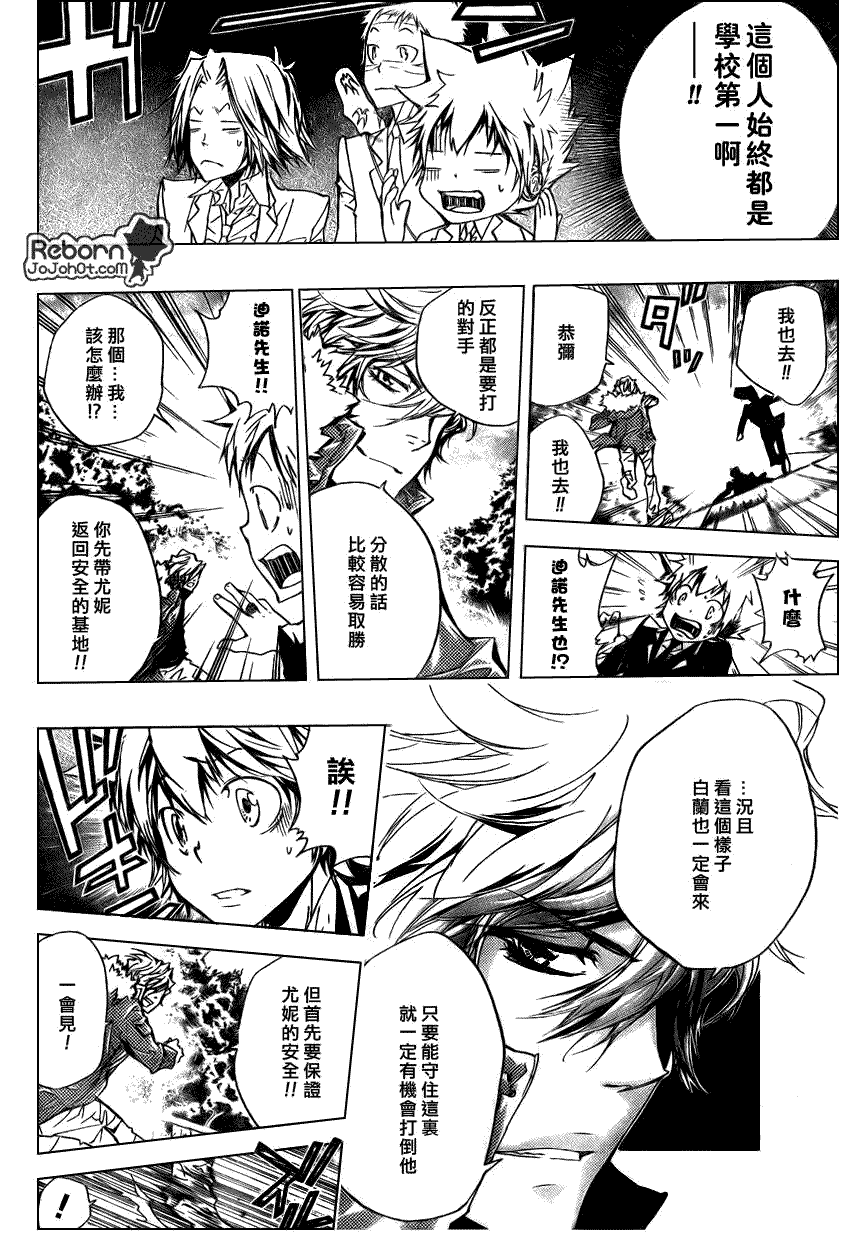 這個人始終都是
學校第一啊
——!!
Reborn
JoJohOt.com
我也去!!
恭彌
我也去!!
什麼
迪諾先生也!?
反正都是要打
的對手
分散的話
比較容易取勝
迪諾先生!!
那個…我…
該怎麼辦!?
你先帶尤妮
返回安全的基地!!
…況且
看這個樣子
白蘭也一定會來
誒!!
只要能守住這裏
就一定有機會打倒他
但首先要保證
尤妮的安全!!
一會見!
!